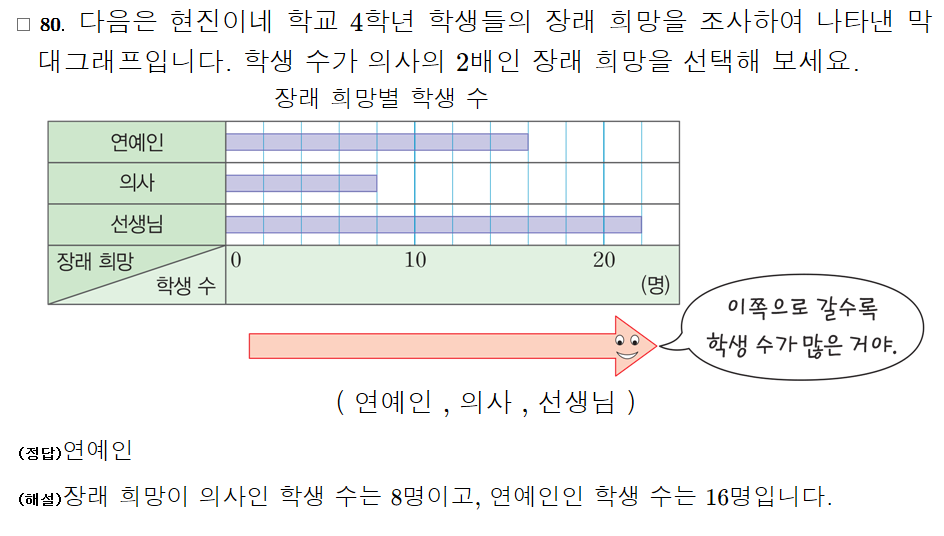 □ 80. 다음은 현진이네 학교 4학년 학생들의 장래 희망을 조사하여 나타낸 막
대그래프입니다. 학생 수가 의사의 2배인 장래 희망을 선택해 보세요.
장래 희망별 학생 수
연예인
의사
선생님
장래 희망
학생 수
0 10 20
(명)
이쪽으로 갈수록
학생 수가 많은 거야.
( 연예인 , 의사 , 선생님 )
(정답)연예인
(해설)장래 희망이 의사인 학생 수는 8명이고, 연예인인 학생 수는 16명입니다.